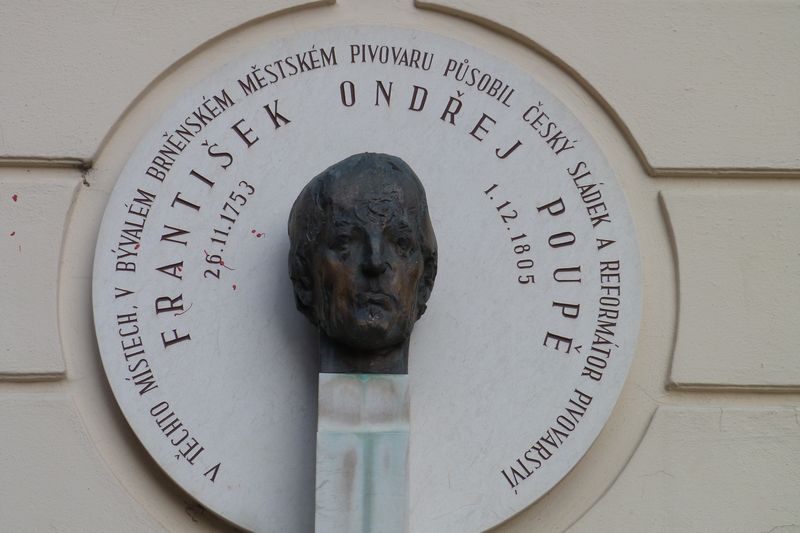 V TĚCHTO MÍSTECH, V BÝVALÉM BRNĚNSKÉM MĚSTSKÉM PIVOVARU PŮSOBIL ČESKÝ SLÁDEK A REFORMÁTOR PIVOVARSTVÍ
FRANTIŠEK ONDŘEJ POUPĚ
26.11.1753
1.12.1805